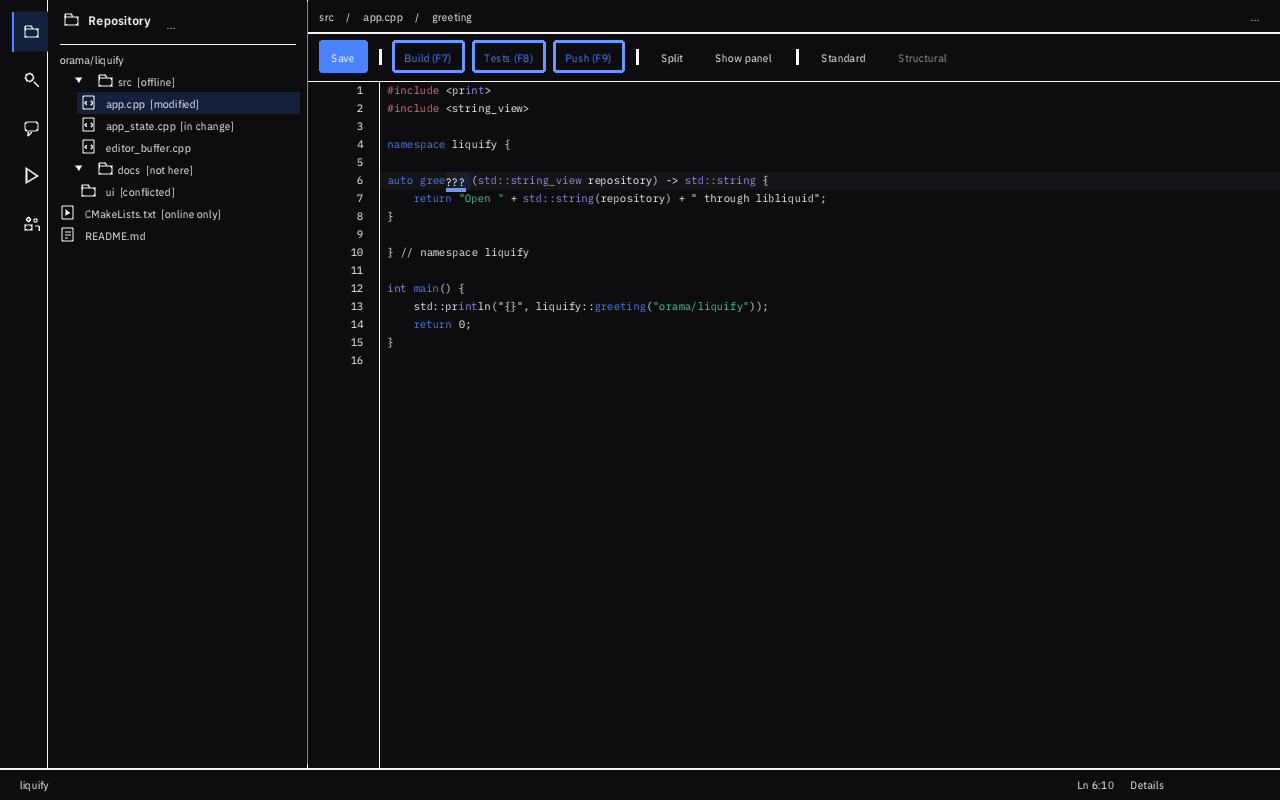 Repository ...
orama/liquify
src [offline]
app.cpp [modified]
app_state.cpp [in change]
editor_buffer.cpp
docs [not here]
ui [conflicted]
CMakeLists.txt [online only]
README.md
src / app.cpp / greeting ...
Save Build (F7) Tests (F8) Push (F9) Split Show panel Standard Structural
1 #include <print>
2 #include <string_view>
3
4 namespace liquify {
5
6 auto gree??? (std::string_view repository) -> std::string {
7 return "Open " + std::string(repository) + " through libliquid";
8 }
9
10 } // namespace liquify
11
12 int main() {
13 std::println("{}", liquify::greeting("orama/liquify"));
14 return 0;
15 }
16
liquify Ln 6:10 Details